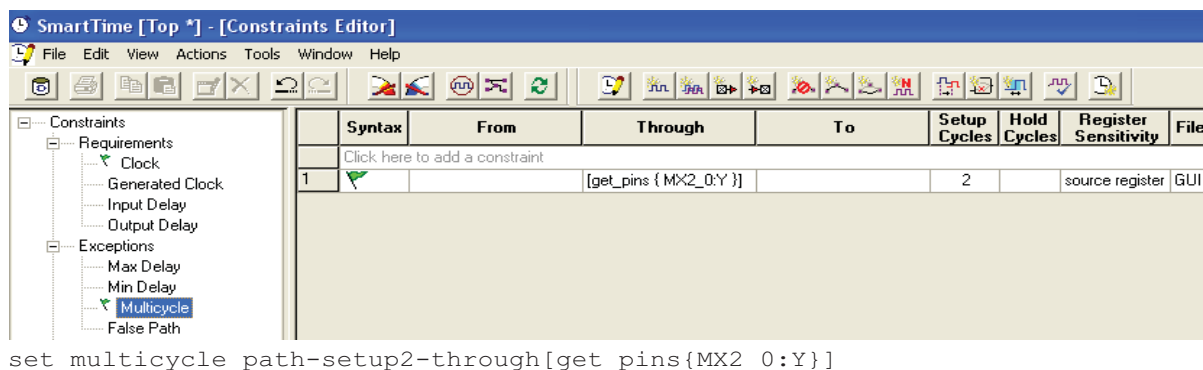 SmartTime [Top *] - [Constraints Editor]
File Edit View Actions Tools Window Help
Constraints
Requirements
Clock
Generated Clock
Input Delay
Output Delay
Exceptions
Max Delay
Min Delay
Multicycle
False Path
Syntax From Through To Setup Cycles Hold Cycles Register Sensitivity File
Click here to add a constraint
1 [get_pins { MX2_0:Y }] 2 source register GUI
set multicycle path-setup2-through[get pins{MX2 0:Y}]